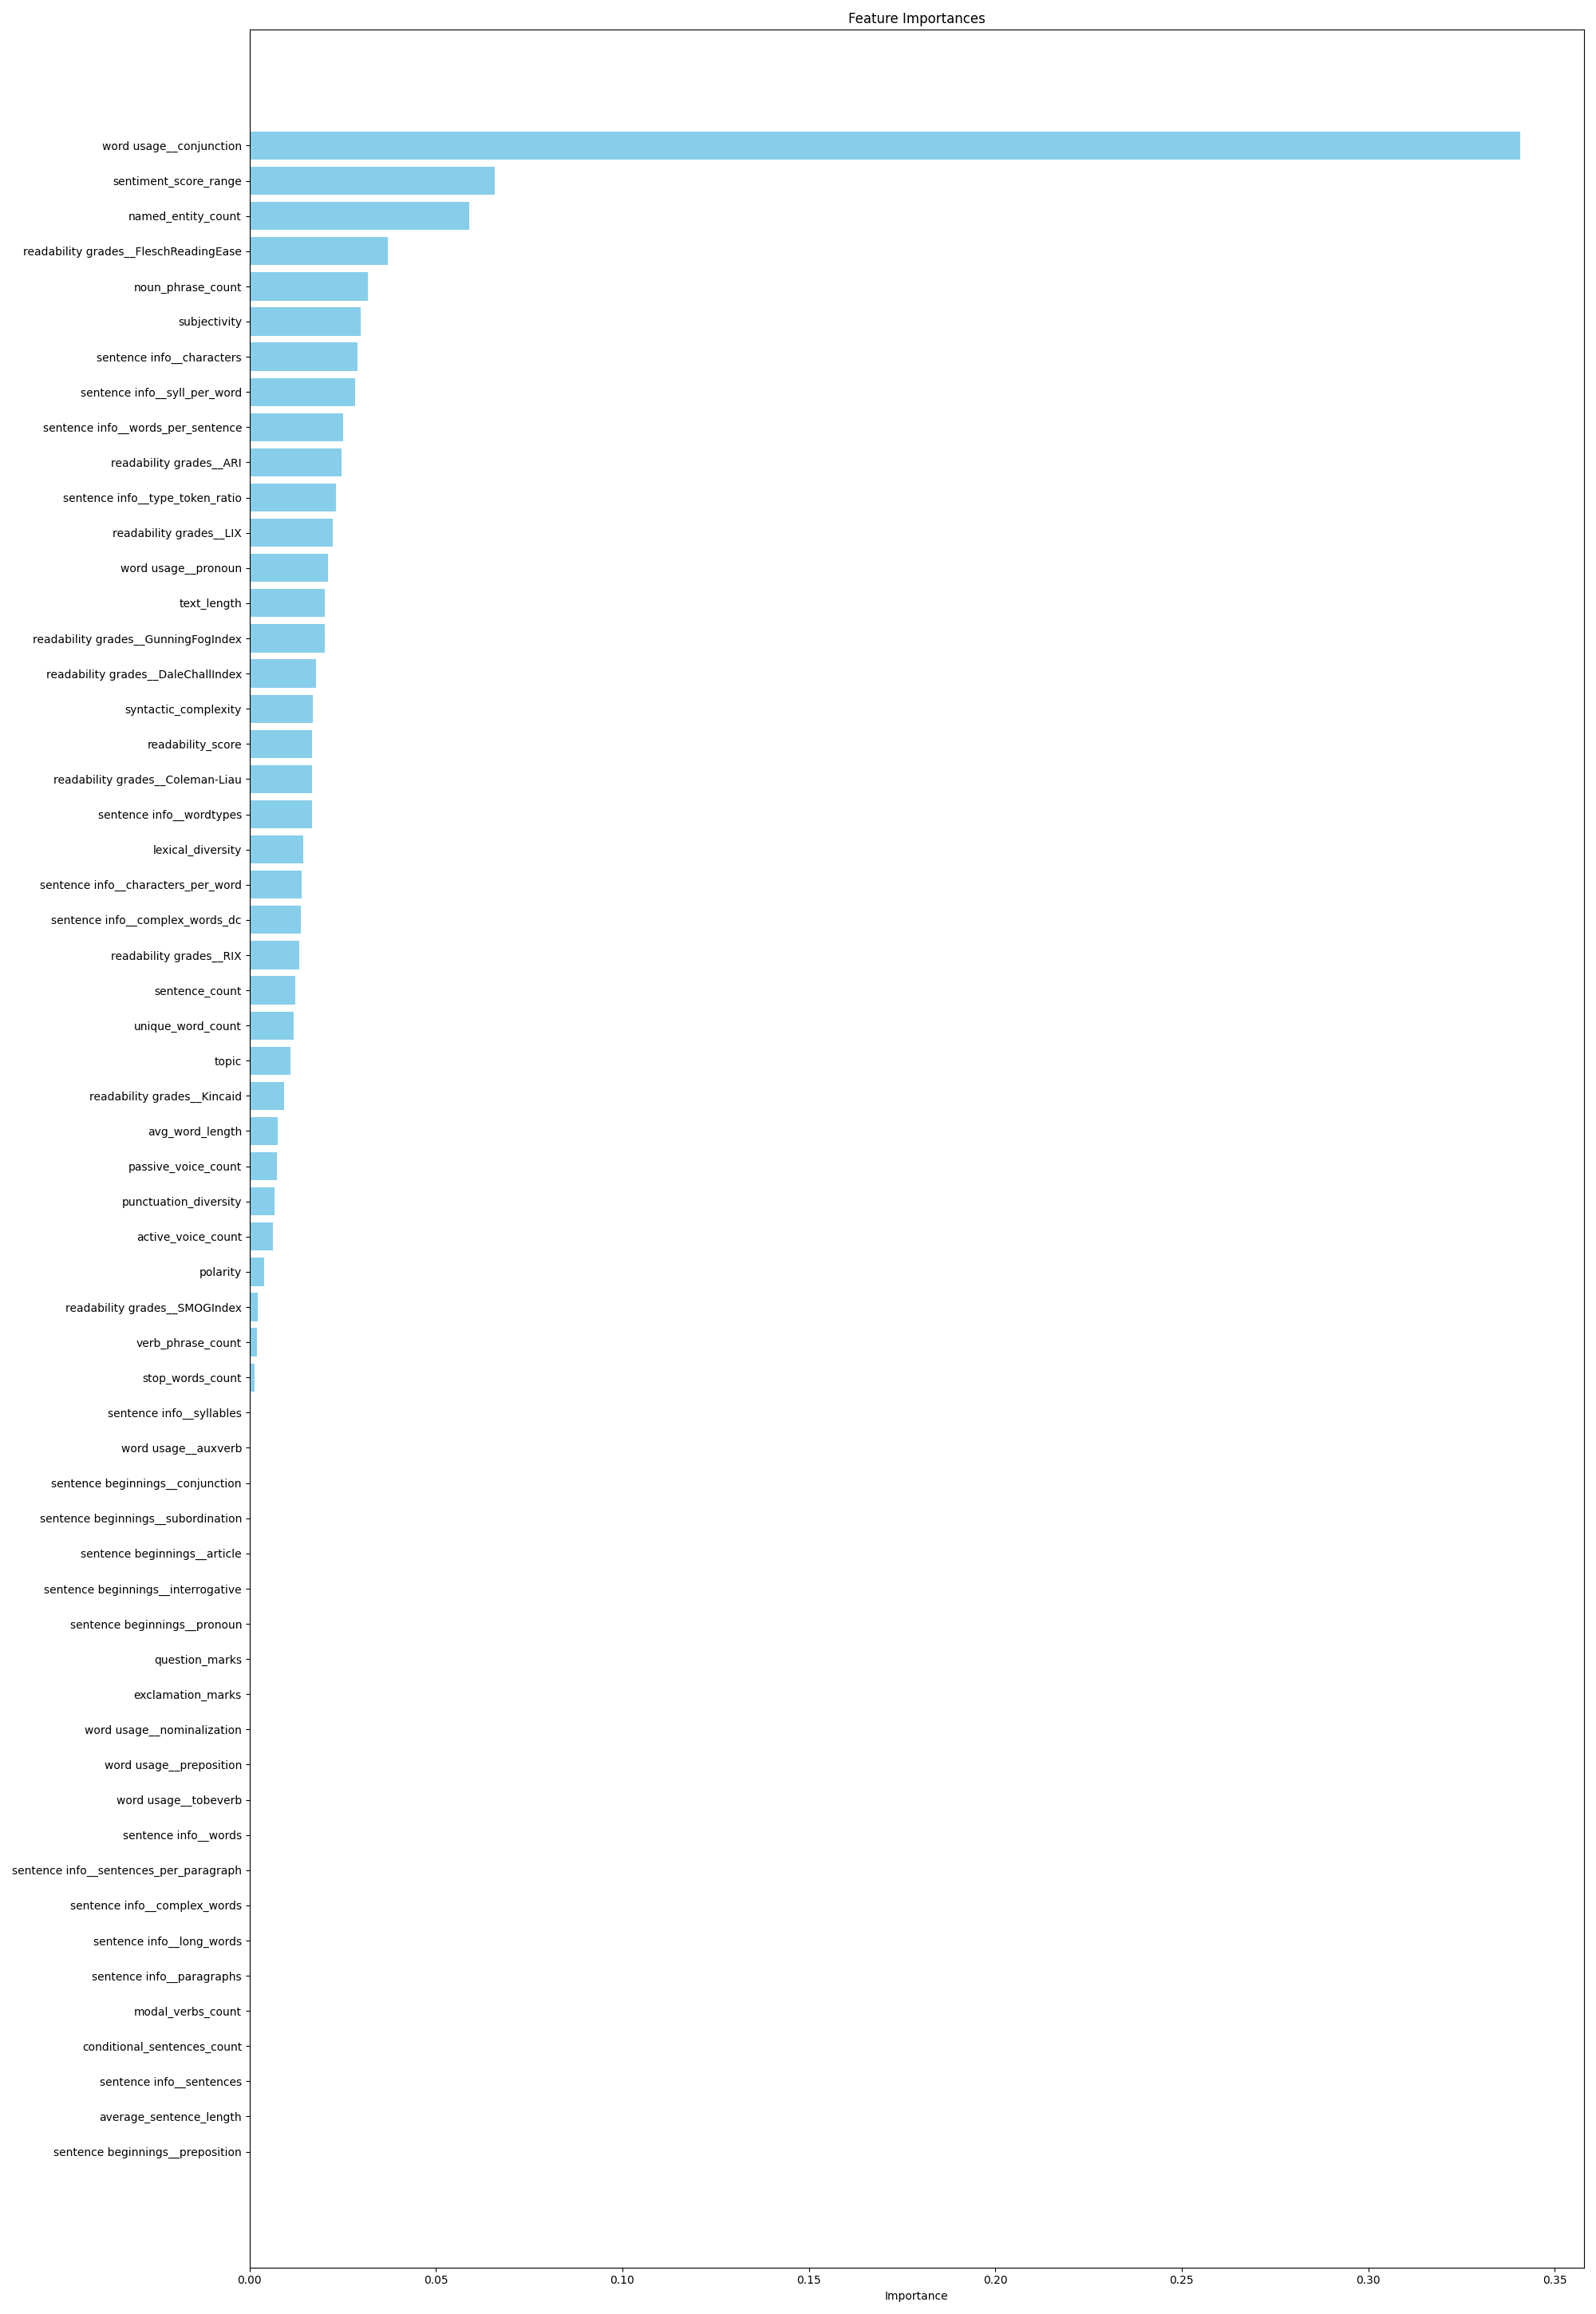 Feature Importances
word usage__conjunction
sentiment_score_range
named_entity_count
readability grades__FleschReadingEase
noun_phrase_count
subjectivity
sentence info__characters
sentence info__syll_per_word
sentence info__words_per_sentence
readability grades__ARI
sentence info__type_token_ratio
readability grades__LIX
word usage__pronoun
text_length
readability grades__GunningFogIndex
readability grades__DaleChallIndex
syntactic_complexity
readability_score
readability grades__Coleman-Liau
sentence info__wordtypes
lexical_diversity
sentence info__characters_per_word
sentence info__complex_words_dc
readability grades__RIX
sentence_count
unique_word_count
topic
readability grades__Kincaid
avg_word_length
passive_voice_count
punctuation_diversity
active_voice_count
polarity
readability grades__SMOGIndex
verb_phrase_count
stop_words_count
sentence info__syllables
word usage__auxverb
sentence beginnings__conjunction
sentence beginnings__subordination
sentence beginnings__article
sentence beginnings__interrogative
sentence beginnings__pronoun
question_marks
exclamation_marks
word usage__nominalization
word usage__preposition
word usage__tobeverb
sentence info__words
sentence info__sentences_per_paragraph
sentence info__complex_words
sentence info__long_words
sentence info__paragraphs
modal_verbs_count
conditional_sentences_count
sentence info__sentences
average_sentence_length
sentence beginnings__preposition
0.00 0.05 0.10 0.15 0.20 0.25 0.30 0.35
Importance